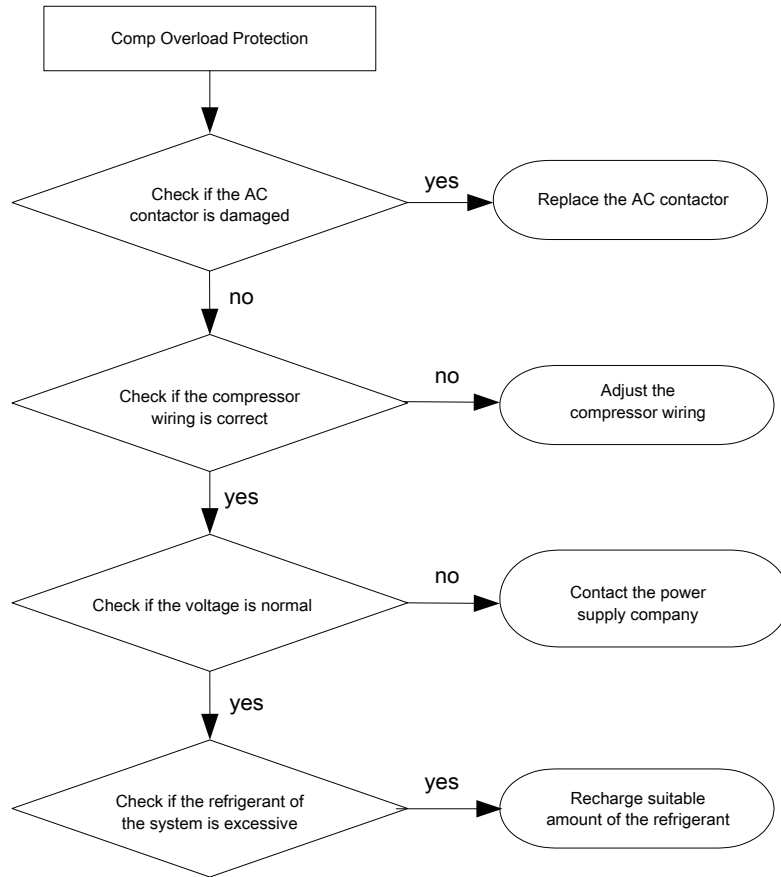 Comp Overload Protection
Check if the AC
contactor is damaged
yes
Replace the AC contactor
no
Check if the compressor
wiring is correct
no
Adjust the
compressor wiring
yes
Check if the voltage is normal
no
Contact the power
supply company
yes
Check if the refrigerant of
the system is excessive
yes
Recharge suitable
amount of the refrigerant